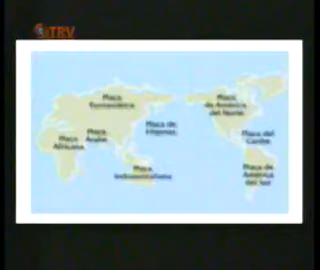 TRV
Placa
Euroasiática
Placa
de América
del Norte
Placa de
Filipinas
Placa
Africana
Placa
Arabe
Placa del
Caribe
Placa
Indoaustraliana
Placa de
América
del Sur